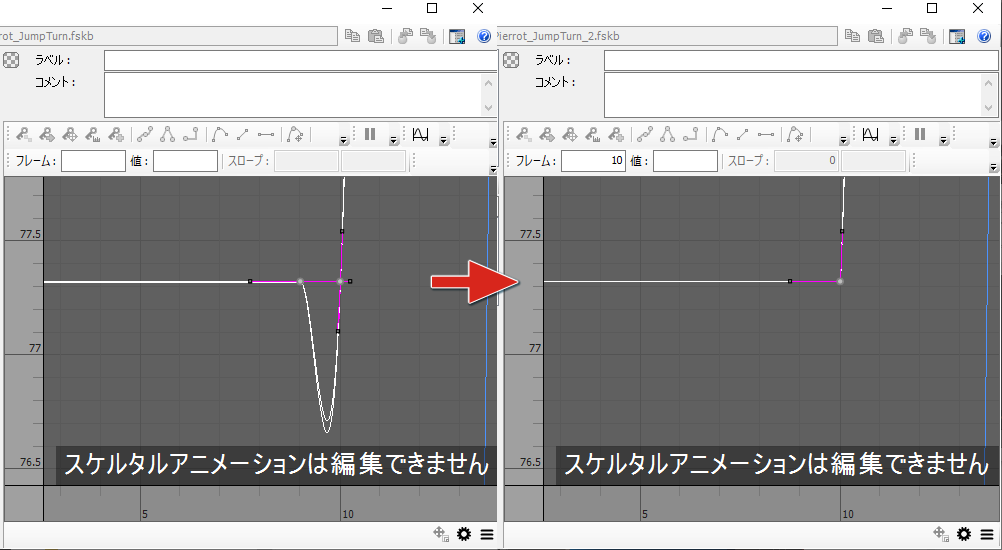 rot_JumpTurn.fskb
ラベル：
コメント：
フレーム： 値： スロープ：
77.5
77
76.5
スケルタルアニメーションは編集できません
5 10
Pierrot_JumpTurn_2.fskb
ラベル：
コメント：
フレーム： 10 値： スロープ： 0
77.5
77
76.5
スケルタルアニメーションは編集できません
5 10